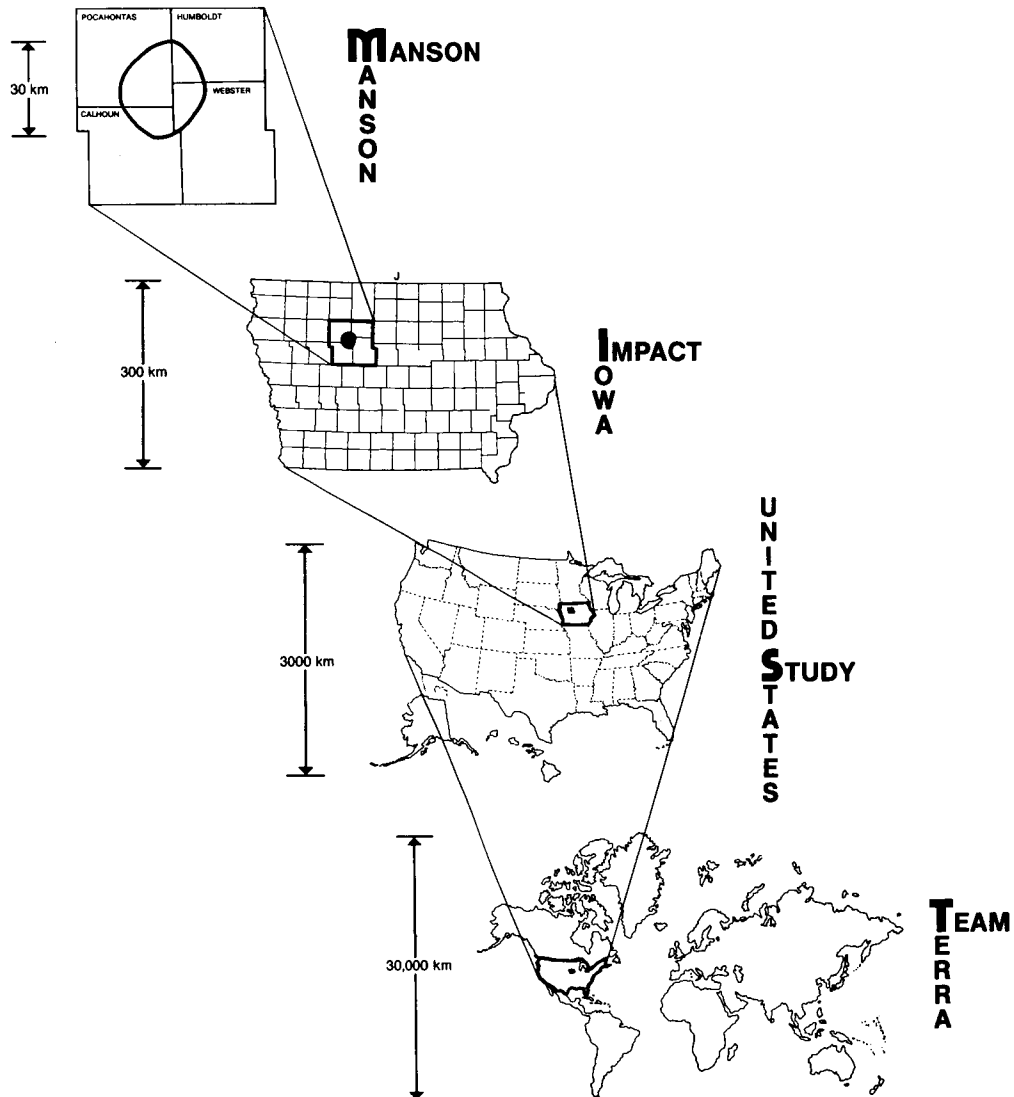 POCAHONTAS
HUMBOLDT
WEBSTER
CALHOUN
30 km
MANSON
MANSON
J
300 km
IMPACT
IOWA
3000 km
UNITED STATES
STUDY
30,000 km
TEAM
TERRA